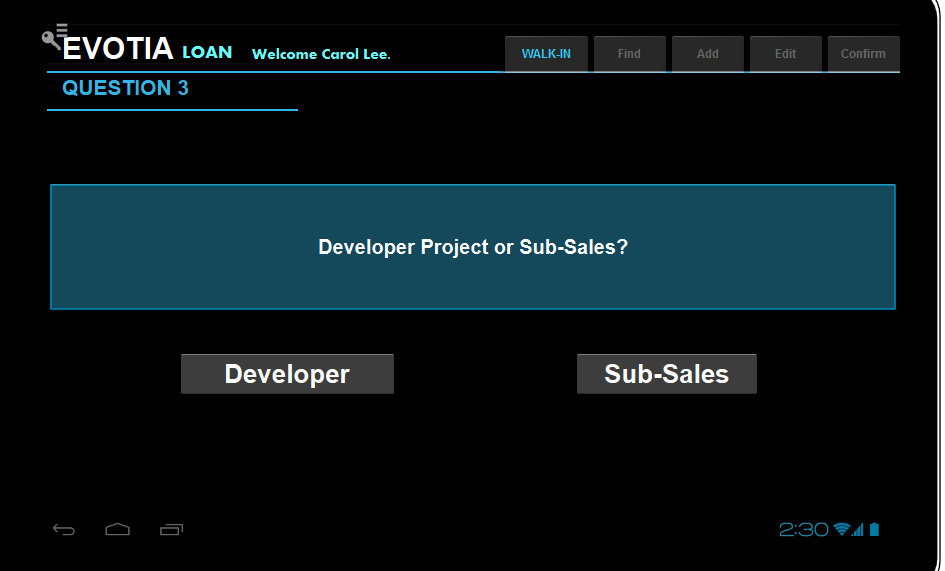 EVOTIA LOAN Welcome Carol Lee.
WALK-IN Find Add Edit Confirm
QUESTION 3
Developer Project or Sub-Sales?
Developer Sub-Sales
2:30